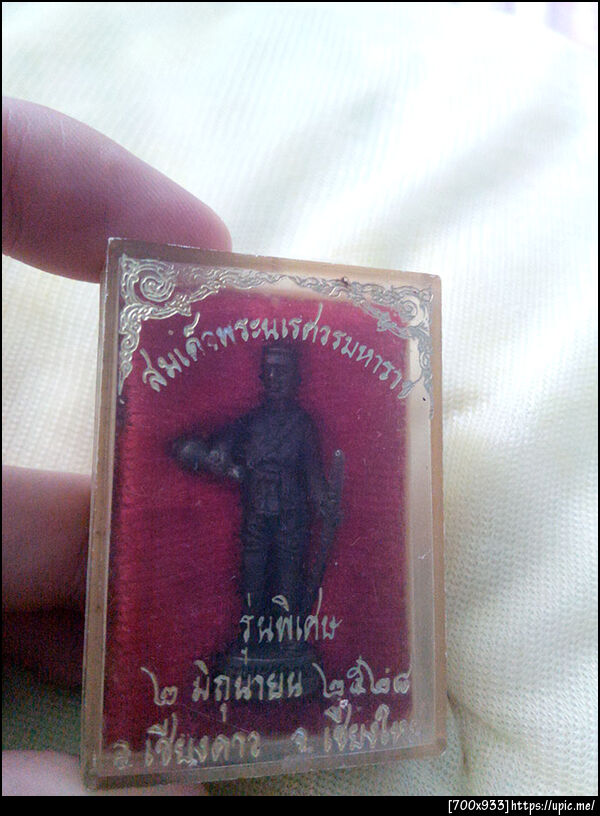 สมเด็จพระนเรศวรมหาราช
รุ่นพิเศษ
๒ มิถุนายน ๒๕๒๘
อ. เชียงดาว จ. เชียงใหม่
[700x933]https://upic.me/